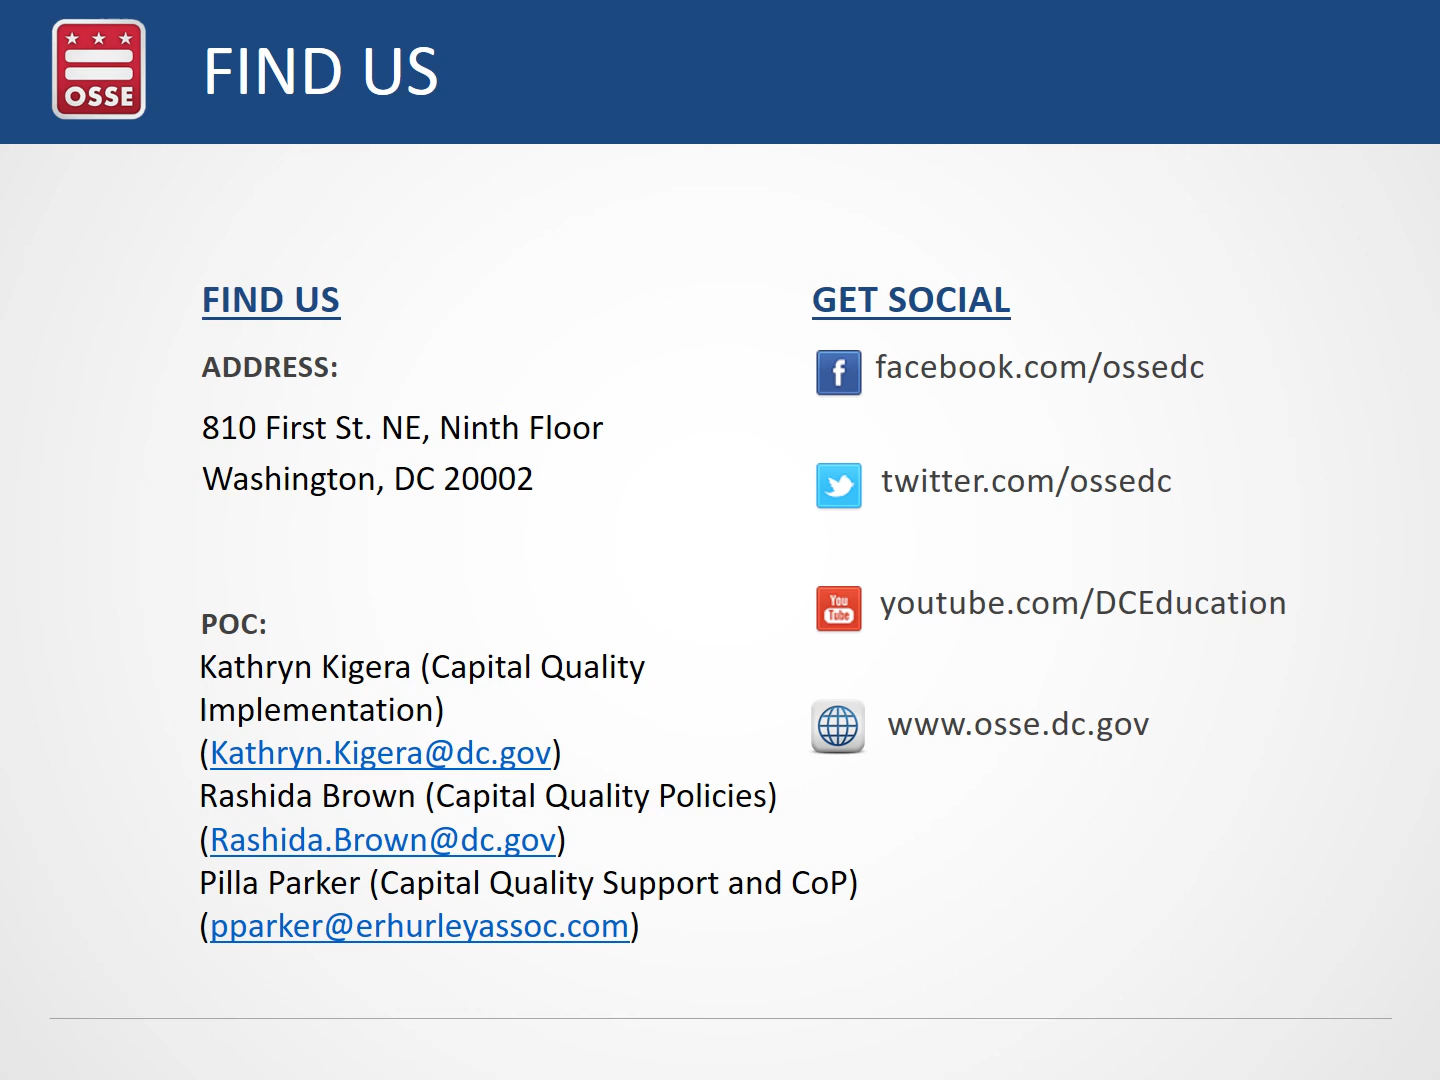 OSSE
FIND US
FIND US
ADDRESS:
810 First St. NE, Ninth Floor
Washington, DC 20002
POC:
Kathryn Kigera (Capital Quality
Implementation)
(Kathryn.Kigera@dc.gov)
Rashida Brown (Capital Quality Policies)
(Rashida.Brown@dc.gov)
Pilla Parker (Capital Quality Support and CoP)
(pparker@erhurleyassoc.com)
GET SOCIAL
f facebook.com/ossedc
twitter.com/ossedc
You
Tube
youtube.com/DCEducation
www.osse.dc.gov